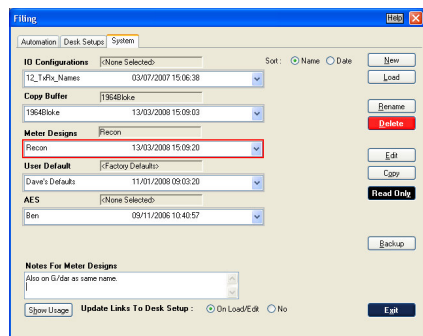 Filing Help
Automation Desk Setups System
IO Configurations <None Selected> Sort : Name Date New
12_TxRx_Names 03/07/2007 15:06:38 Load
Copy Buffer 1964Bloke
1964Bloke 13/03/2008 15:09:03 Rename
Delete
Meter Designs Recon
Recon 13/03/2008 15:09:20 Edit
User Default <Factory Defaults>
Dave's Defaults 11/01/2008 09:03:20 Copy
AES <None Selected> Read Only
Ben 09/11/2006 10:40:57
Backup
Notes For Meter Designs
Also on G/dar as same name.
Show Usage Update Links To Desk Setup : On Load/Edit No Exit